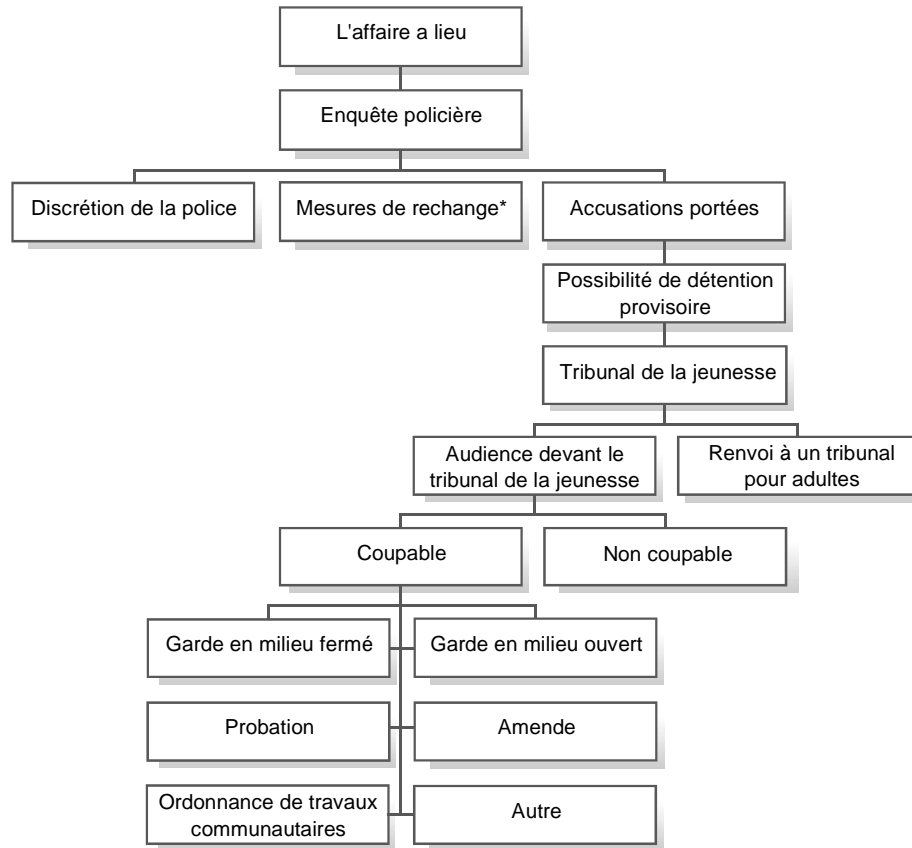 L'affaire a lieu
Enquête policière
Discrétion de la police
Mesures de rechange*
Accusations portées
Possibilité de détention
provisoire
Tribunal de la jeunesse
Audience devant le
tribunal de la jeunesse
Renvoi à un tribunal
pour adultes
Coupable
Non coupable
Garde en milieu fermé
Garde en milieu ouvert
Probation
Amende
Ordonnance de travaux
communautaires
Autre